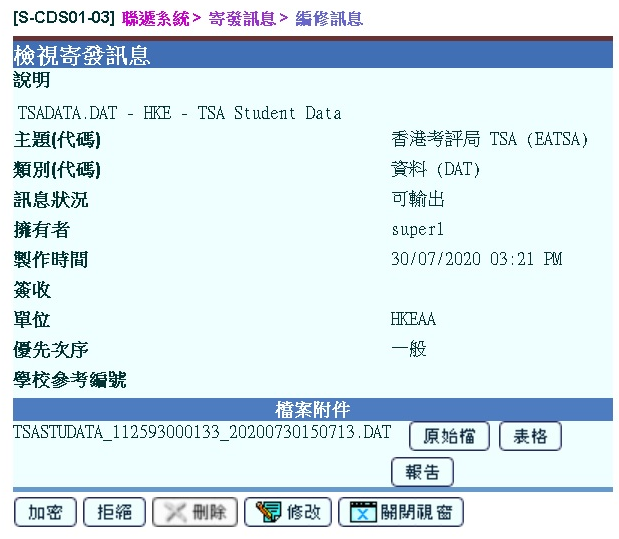 [S-CDS01-03] 聯遞系統 > 寄發訊息 > 編修訊息
檢視寄發訊息
說明
TSADATA.DAT - HKE - TSA Student Data
主題(代碼) 香港考評局 TSA (EATSA)
類別(代碼) 資料 (DAT)
訊息狀況 可輸出
擁有者 super1
製作時間 30/07/2020 03:21 PM
簽收
單位 HKEAA
優先次序 一般
學校參考編號
檔案附件
TSASTUDATA_112593000133_20200730150713.DAT 原始檔 表格
報告
加密 拒絕 刪除 修改 關閉視窗